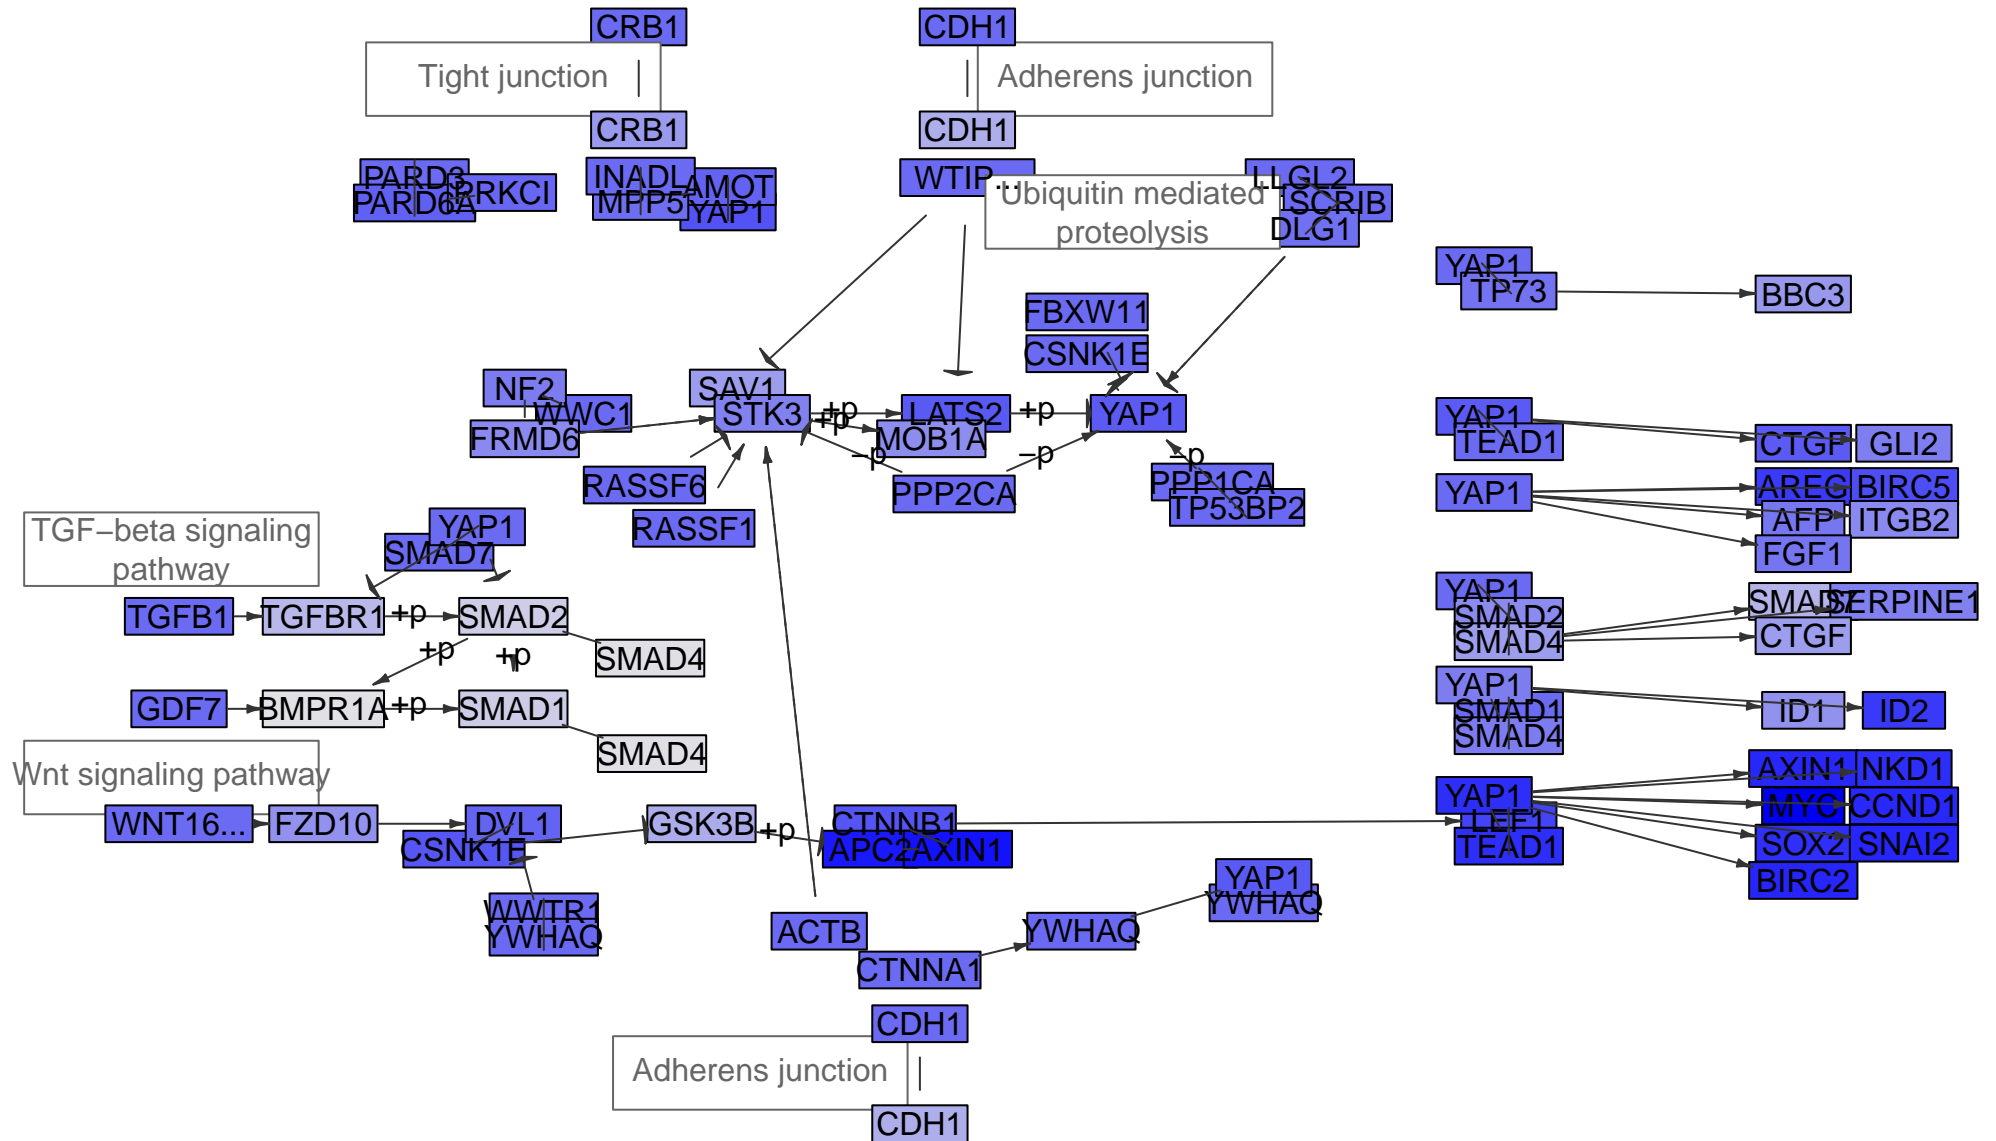 CRB1
CDH1
Tight junction
Adherens junction
CRB1
CDH1
PARD3
PRKCI
PARD6A
INADL
AMOT
MPP5
YAP1
WTIP...
LLGL2
SCRIB
DLG1
Ubiquitin mediated
proteolysis
YAP1
TP73
BBC3
FBXW11
CSNK1E
NF2
WWC1
FRMD6
SAV1
STK3
+p
+p
LATS2
MOB1A
+p
YAP1
−p
−p
−p
RASSF6
RASSF1
PPP2CA
PPP1CA
TP53BP2
YAP1
TEAD1
CTGF
GLI2
YAP1
AREG
BIRC5
AFP
ITGB2
FGF1
TGF−beta signaling
pathway
YAP1
SMAD7
TGFB1
TGFBR1
+p
SMAD2
+p
+p
SMAD4
YAP1
SMAD2
SMAD4
SMAD7
SERPINE1
CTGF
GDF7
BMPR1A
+p
SMAD1
SMAD4
YAP1
SMAD1
SMAD4
ID1
ID2
Wnt signaling pathway
WNT16...
FZD10
DVL1
CSNK1E
GSK3B
+p
CTNNB1
APC2
AXIN1
YAP1
LEF1
TEAD1
AXIN1
NKD1
MYC
CCND1
SOX2
SNAI2
BIRC2
WWTR1
YWHAQ
ACTB
CTNNA1
YWHAQ
YAP1
YWHAQ
CDH1
Adherens junction
CDH1